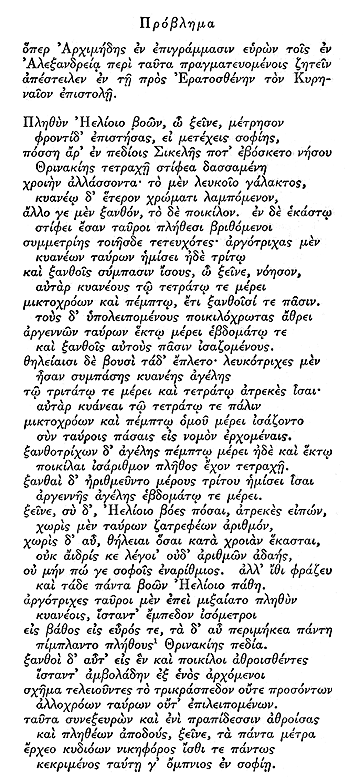 Πρόβλημα
ὅπερ Ἀρχιμήδης ἐν ἐπιγράμμασιν εὑρὼν τοῖς ἐν
Ἀλεξανδρείᾳ περὶ ταῦτα πραγματευομένοις ζητεῖν
ἀπέστειλεν ἐν τῇ πρὸς Ἐρατοσθένην τὸν Κυρη-
ναῖον ἐπιστολῇ.
Πληθὺν Ἠελίοιο βοῶν, ὦ ξεῖνε, μέτρησον
φροντίδ᾽ ἐπιστήσας, εἰ μετέχεις σοφίης,
πόσση ἄρ᾽ ἐν πεδίοις Σικελῆς ποτ᾽ ἐβόσκετο νήσου
Θρινακίης τετραχῇ στίφεα δασσαμένη
χροιὴν ἀλλάσσοντα· τὸ μὲν λευκοῖο γάλακτος,
κυανέῳ δ᾽ ἕτερον χρώματι λαμπόμενον,
ἄλλο γε μὲν ξανθόν, τὸ δὲ ποικίλον. ἐν δὲ ἑκάστῳ
στίφει ἔσαν ταῦροι πλήθεσι βριθόμενοι
συμμετρίης τοιῆσδε τετευχότες· ἀργότριχας μὲν
κυανέων ταύρων ἡμίσει ἠδὲ τρίτῳ
καὶ ξανθοῖς σύμπασιν ἴσους, ὦ ξεῖνε, νόησον,
αὐτὰρ κυανέους τῷ τετράτῳ τε μέρει
μικτοχρόων καὶ πέμπτῳ, ἔτι ξανθοῖσί τε πᾶσιν.
τοὺς δ᾽ ὑπολειπομένους ποικιλόχρωτας ἄθρει
ἀργεννῶν ταύρων ἕκτῳ μέρει ἑβδομάτῳ τε
καὶ ξανθοῖς αὐτοὺς πᾶσιν ἰσαζομένους.
θηλείαισι δὲ βουσὶ τάδ᾽ ἔπλετο· λευκότριχες μὲν
ἦσαν συμπάσης κυανέης ἀγέλης
τῷ τριτάτῳ τε μέρει καὶ τετράτῳ ἀτρεκὲς ἶσαι·
αὐτὰρ κυάνεαι τῷ τετράτῳ τε πάλιν
μικτοχρόων καὶ πέμπτῳ ὁμοῦ μέρει ἰσάζοντο
σὺν ταύροις πάσαις εἰς νομὸν ἐρχομέναις.
ξανθοτρίχων δ᾽ ἀγέλης πέμπτῳ μέρει ἠδὲ καὶ ἕκτῳ
ποικίλαι ἰσάριθμον πλῆθος ἔχον τετραχῇ.
ξανθαὶ δ᾽ ἠριθμεῦντο μέρους τρίτου ἡμίσει ἶσαι
ἀργεννῆς ἀγέλης ἑβδομάτῳ τε μέρει.
ξεῖνε, σὺ δ᾽, Ἠελίοιο βόες πόσαι, ἀτρεκὲς εἰπών,
χωρὶς μὲν ταύρων ζατρεφέων ἀριθμόν,
χωρὶς δ᾽ αὖ, θήλειαι ὅσαι κατὰ χροιὰν ἕκασται,
οὐκ ἄιδρίς κε λέγοι᾽ οὐδ᾽ ἀριθμῶν ἀδαής,
οὐ μήν πώ γε σοφοῖς ἐναρίθμιος. ἀλλ᾽ ἴθι φράζευ
καὶ τάδε πάντα βοῶν Ἠελίοιο πάθη.
ἀργότριχες ταῦροι μὲν ἐπεὶ μιξαίατο πληθὺν
κυανέοις, ἵσταντ᾽ ἔμπεδον ἰσόμετροι
εἰς βάθος εἰς εὖρός τε, τὰ δ᾽ αὖ περιμήκεα πάντη
πίμπλαντο πλήθους¹ Θρινακίης πεδία.
ξανθοὶ δ᾽ αὖτ᾽ εἰς ἓν καὶ ποικίλοι ἀθροισθέντες
ἵσταντ᾽ ἀμβολάδην ἐξ ἑνὸς ἀρχόμενοι
σχῆμα τελειοῦντες τὸ τρικράσπεδον οὔτε προσόντων
ἀλλοχρόων ταύρων οὔτ᾽ ἐπιλειπομένων.
ταῦτα συνεξευρὼν καὶ ἐνὶ πραπίδεσσιν ἀθροίσας
καὶ πληθέων ἀποδούς, ξεῖνε, τὰ πάντα μέτρα
ἔρχεο κυδιόων νικηφόρος ἴσθι τε πάντως
κεκριμένος ταύτῃ γ᾽ ὄμπνιος ἐν σοφίῃ.